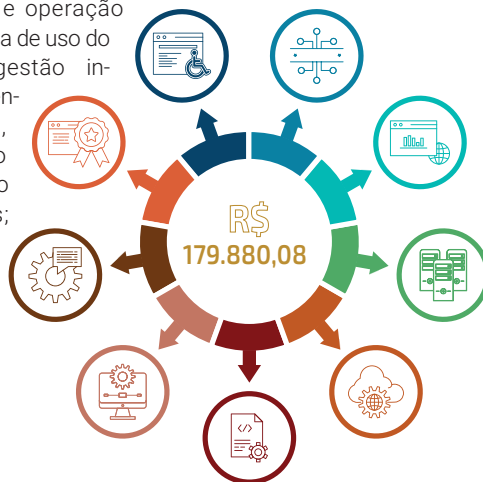 e operação
a de uso do
gestão in-
n-
,
o
o
s;
R$
179.880,08